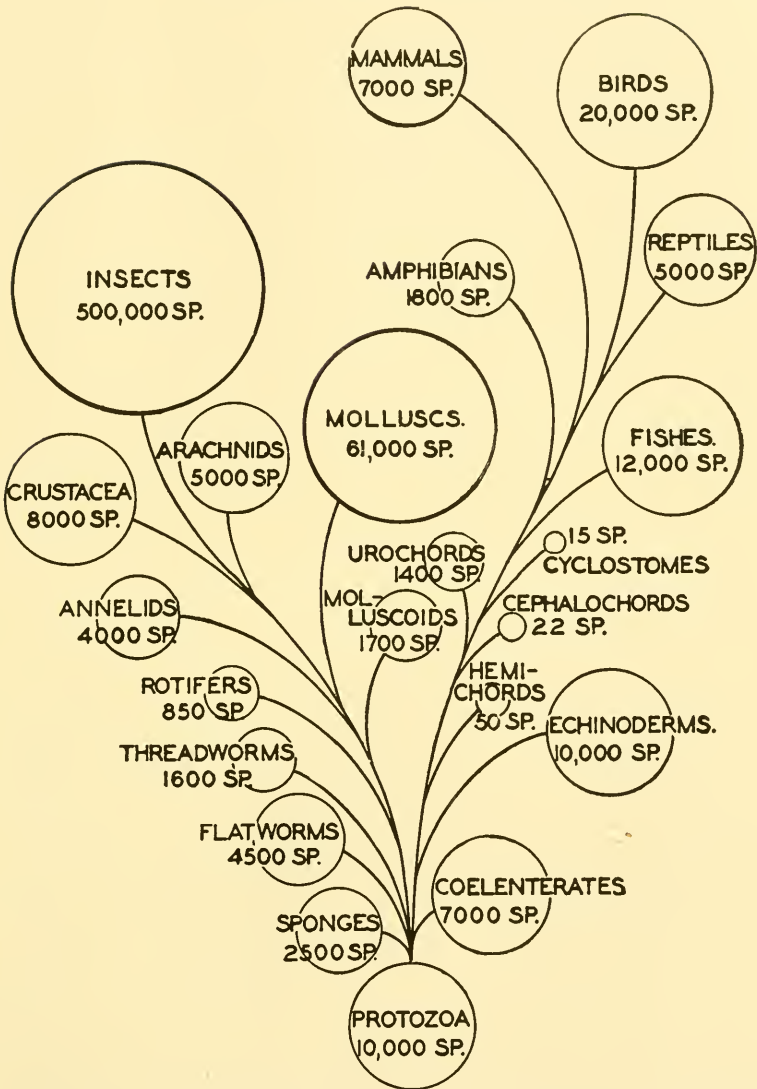 MAMMALS
7000 SP.
BIRDS
20,000 SP.
INSECTS
500,000 SP.
AMPHIBIANS
1800 SP.
REPTILES
5000 SP.
MOLLUSCS.
61,000 SP.
ARACHNIDS
5000 SP.
FISHES.
12,000 SP.
CRUSTACEA
8000 SP.
UROCHORDS
1400 SP.
15 SP.
CYCLOSTOMES
ANNELIDS
4000 SP.
MOL-
LUSCOIDS
1700 SP.
CEPHALOCHORDS
22 SP.
ROTIFERS
850 SP
HEMI-
CHORDS
50 SP.
ECHINODERMS.
10,000 SP.
THREADWORMS
1600 SP.
FLATWORMS
4500 SP.
COELENTERATES
7000 SP.
SPONGES
2500 SP.
PROTOZOA
10,000 SP.